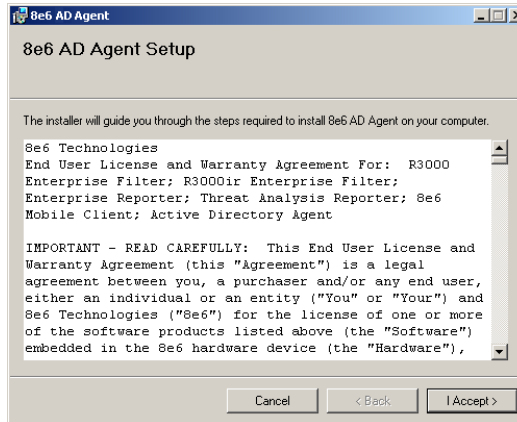 8e6 AD Agent
8e6 AD Agent Setup
The installer will guide you through the steps required to install 8e6 AD Agent on your computer.
8e6 Technologies
End User License and Warranty Agreement For:  R3000
Enterprise Filter; R3000ir Enterprise Filter;
Enterprise Reporter; Threat Analysis Reporter; 8e6
Mobile Client; Active Directory Agent
IMPORTANT - READ CAREFULLY:  This End User License and
Warranty Agreement (this "Agreement") is a legal
agreement between you, a purchaser and/or any end user,
either an individual or an entity ("You" or "Your") and
8e6 Technologies ("8e6") for the license of one or more
of the software products listed above (the "Software")
embedded in the 8e6 hardware device (the "Hardware"),
Cancel
< Back
I Accept >